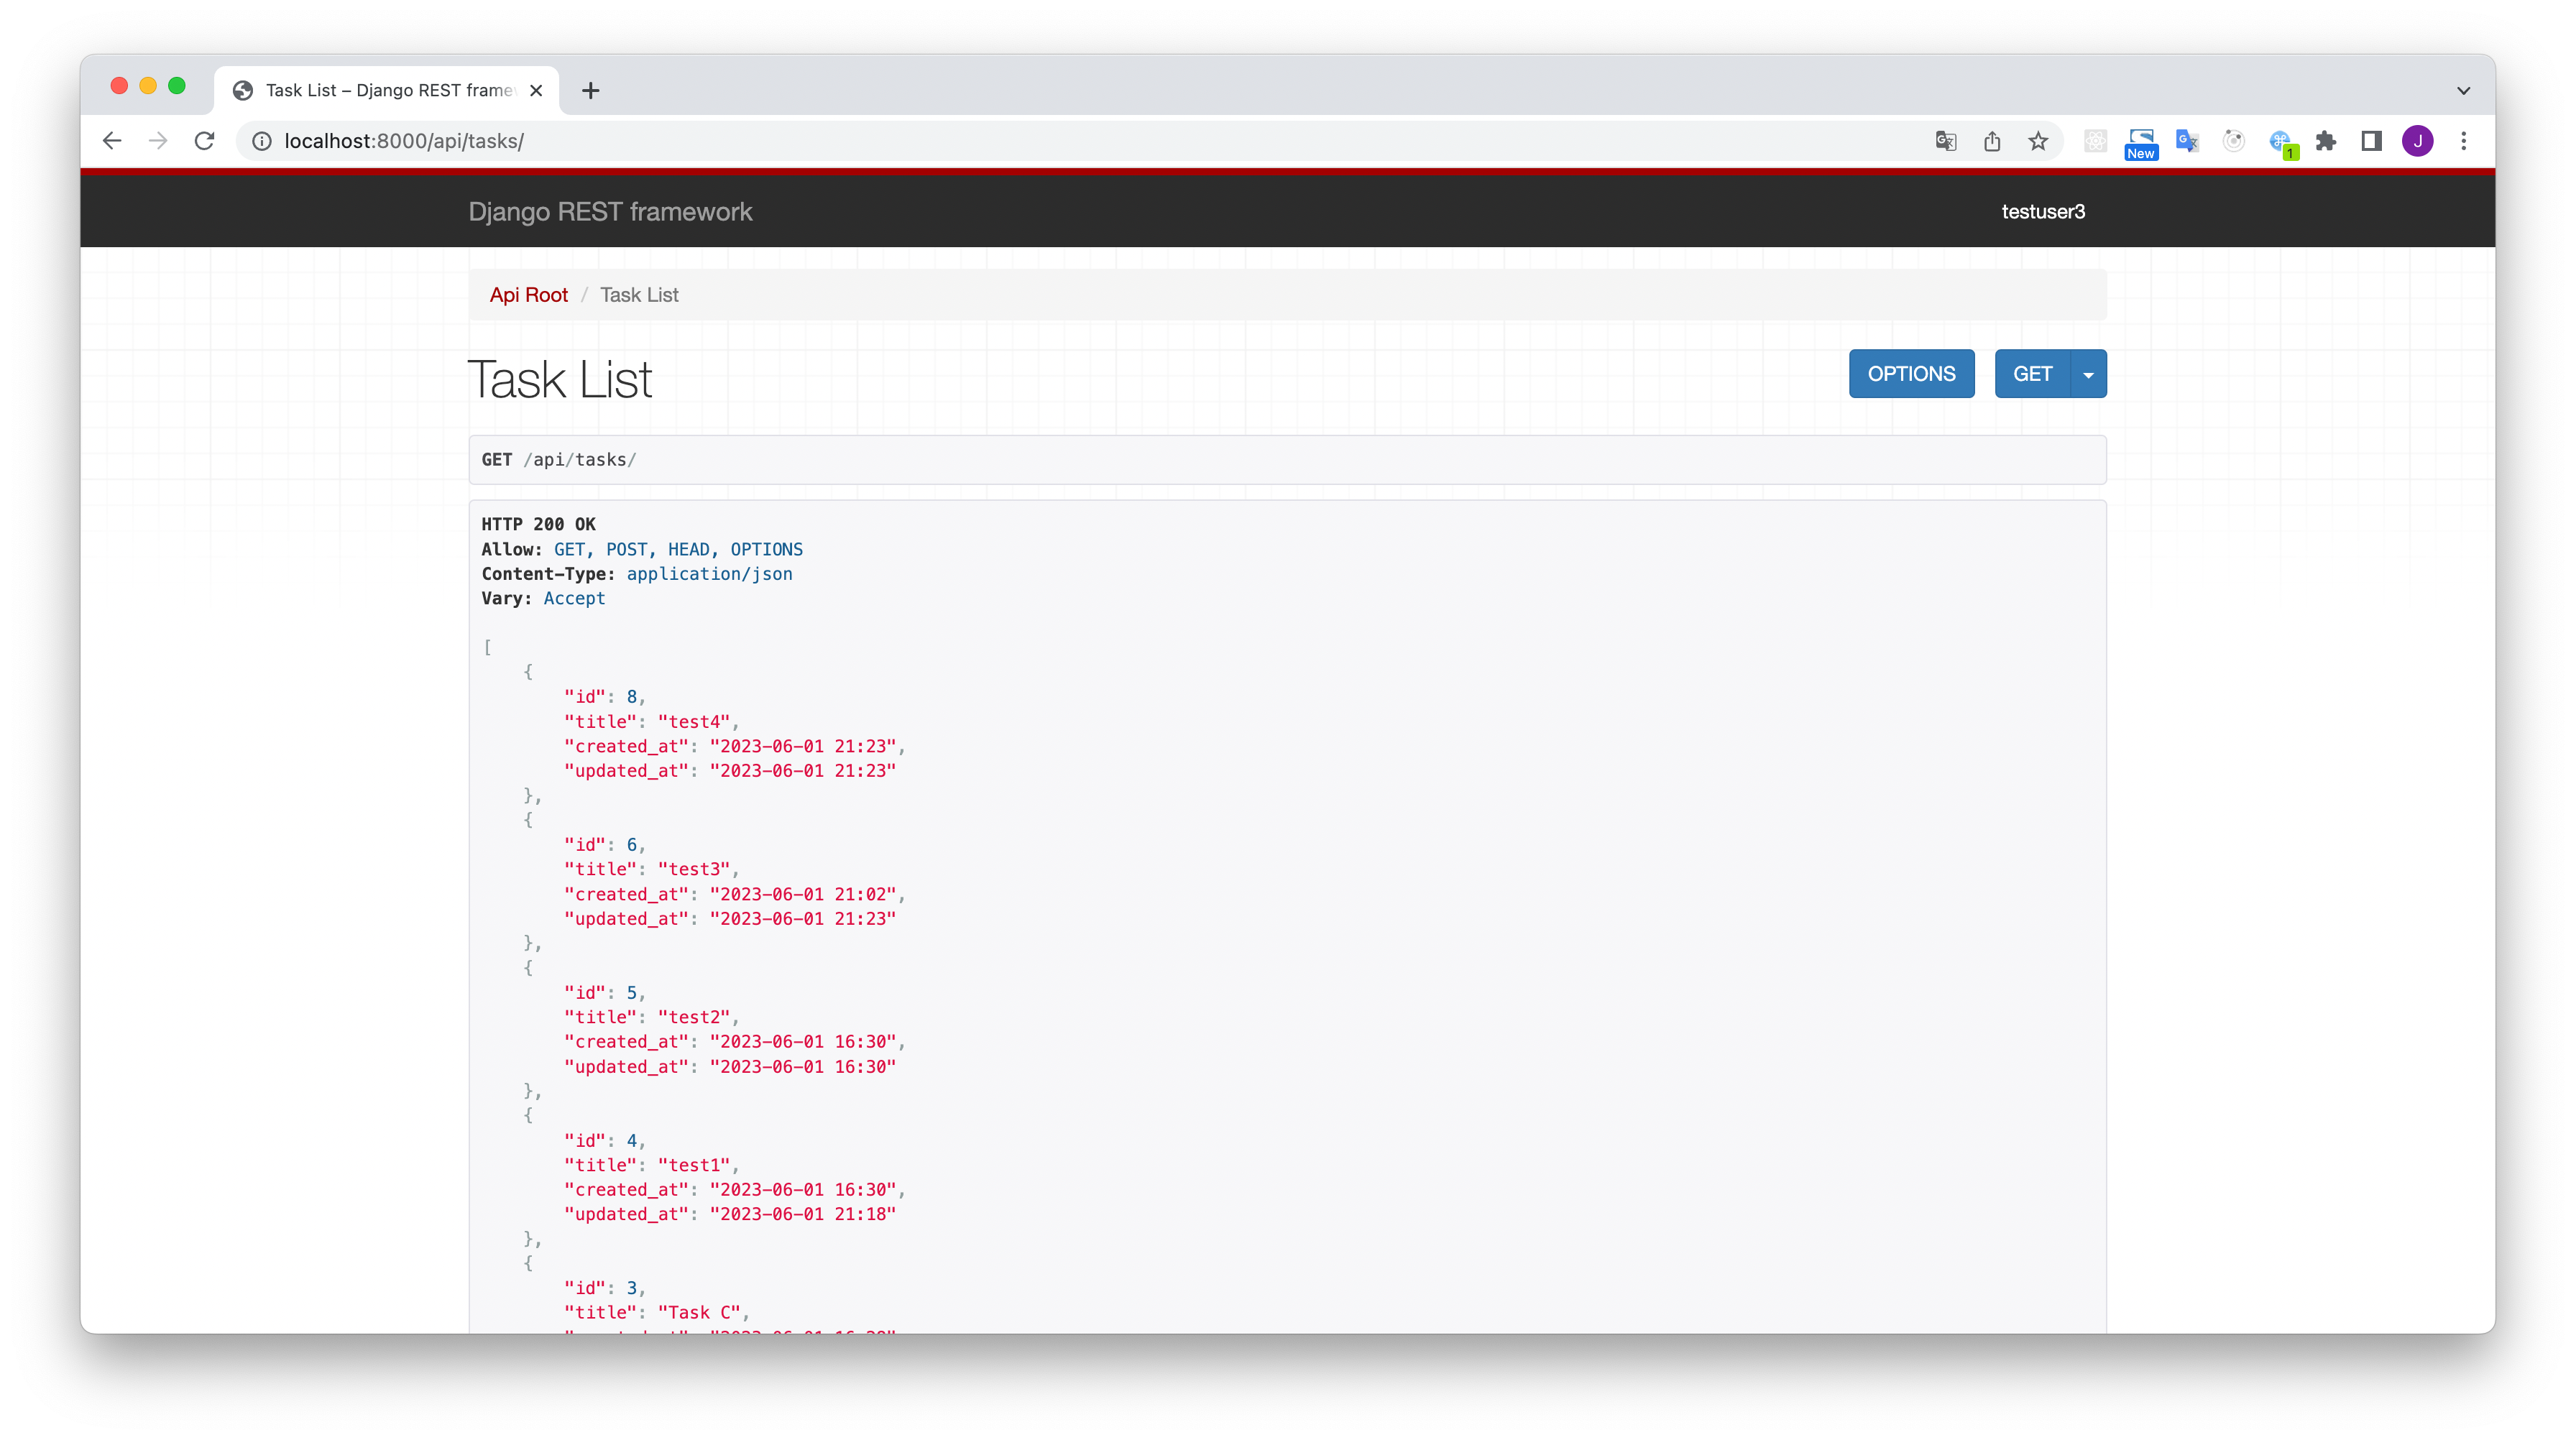 Task List – Django REST frame
localhost:8000/api/tasks/
New
1
J
Django REST framework
testuser3
Api Root / Task List
Task List
OPTIONS
GET
GET /api/tasks/
HTTP 200 OK
Allow: GET, POST, HEAD, OPTIONS
Content-Type: application/json
Vary: Accept
[
{
"id": 8,
"title": "test4",
"created_at": "2023-06-01 21:23",
"updated_at": "2023-06-01 21:23"
},
{
"id": 6,
"title": "test3",
"created_at": "2023-06-01 21:02",
"updated_at": "2023-06-01 21:23"
},
{
"id": 5,
"title": "test2",
"created_at": "2023-06-01 16:30",
"updated_at": "2023-06-01 16:30"
},
{
"id": 4,
"title": "test1",
"created_at": "2023-06-01 16:30",
"updated_at": "2023-06-01 21:18"
},
{
"id": 3,
"title": "Task C",